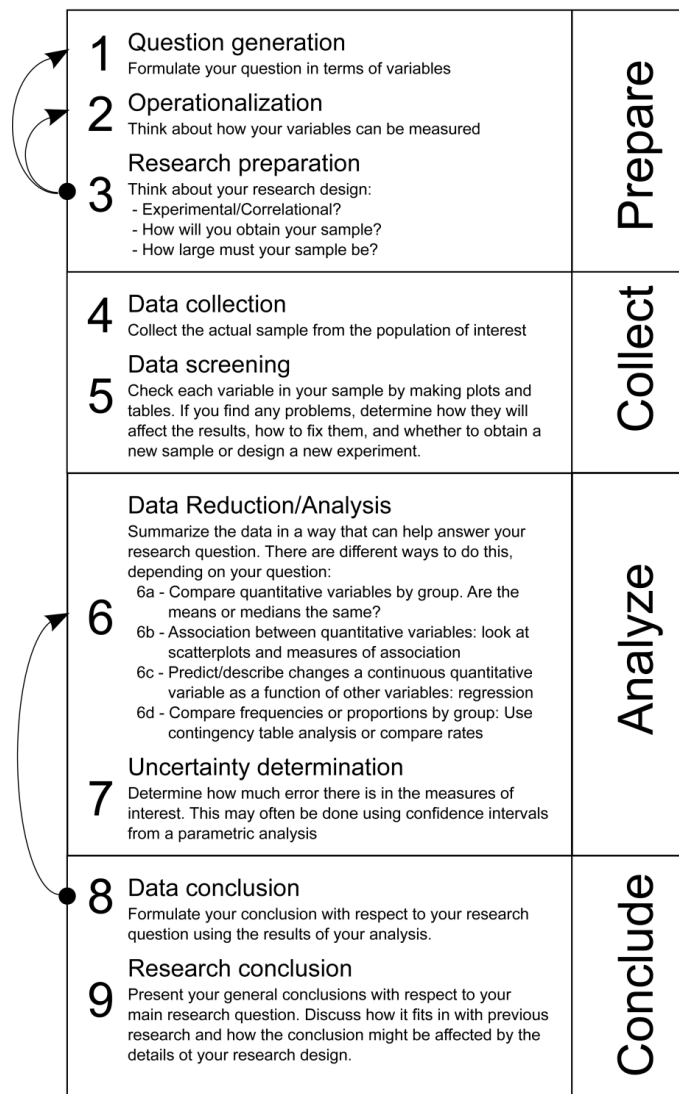 1 Question generation
Formulate your question in terms of variables
2 Operationalization
Think about how your variables can be measured
3 Research preparation
Think about your research design:
- Experimental/Correlational?
- How will you obtain your sample?
- How large must your sample be?
Prepare
4 Data collection
Collect the actual sample from the population of interest
5 Data screening
Check each variable in your sample by making plots and
tables. If you find any problems, determine how they will
affect the results, how to fix them, and whether to obtain a
new sample or design a new experiment.
Collect
6 Data Reduction/Analysis
Summarize the data in a way that can help answer your
research question. There are different ways to do this,
depending on your question:
6a - Compare quantitative variables by group. Are the
means or medians the same?
6b - Association between quantitative variables: look at
scatterplots and measures of association
6c - Predict/describe changes a continuous quantitative
variable as a function of other variables: regression
6d - Compare frequencies or proportions by group: Use
contingency table analysis or compare rates
7 Uncertainty determination
Determine how much error there is in the measures of
interest. This may often be done using confidence intervals
from a parametric analysis
Analyze
8 Data conclusion
Formulate your conclusion with respect to your research
question using the results of your analysis.
9 Research conclusion
Present your general conclusions with respect to your
main research question. Discuss how it fits in with previous
research and how the conclusion might be affected by the
details ot your research design.
Conclude